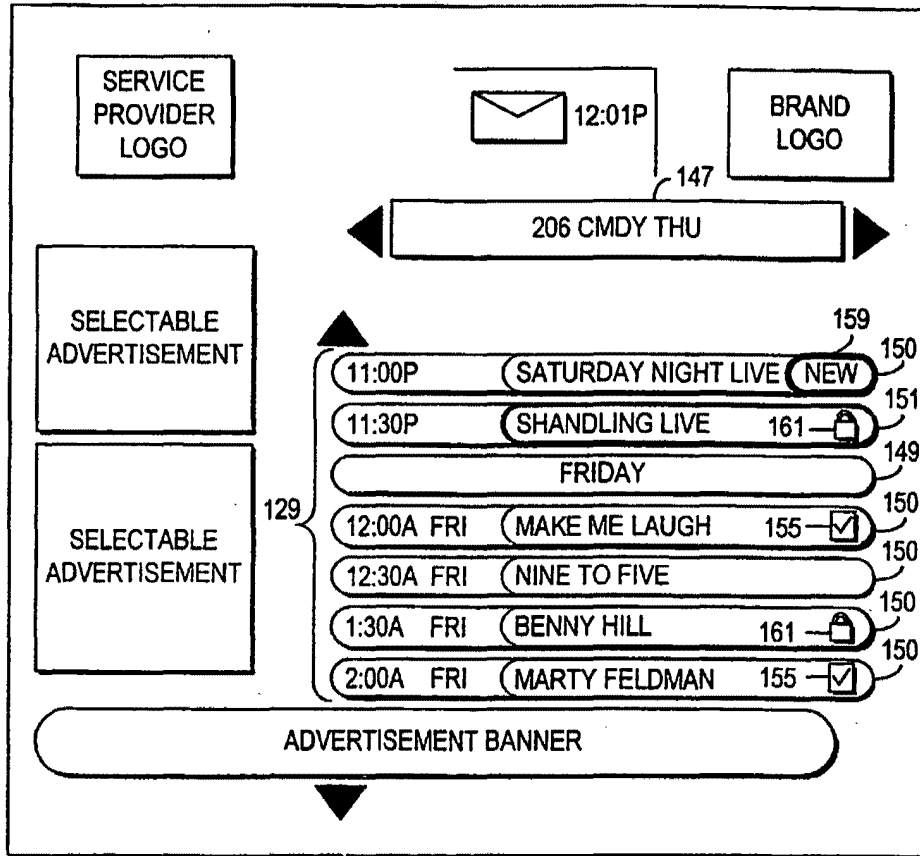 SERVICE
PROVIDER
LOGO
12:01P
BRAND
LOGO
147
206 CMDY THU
SELECTABLE
ADVERTISEMENT
SELECTABLE
ADVERTISEMENT
129
159
11:00P SATURDAY NIGHT LIVE NEW 150
11:30P SHANDLING LIVE 161 151
FRIDAY 149
12:00A FRI MAKE ME LAUGH 155 150
12:30A FRI NINE TO FIVE 150
1:30A FRI BENNY HILL 161 150
2:00A FRI MARTY FELDMAN 155 150
ADVERTISEMENT BANNER